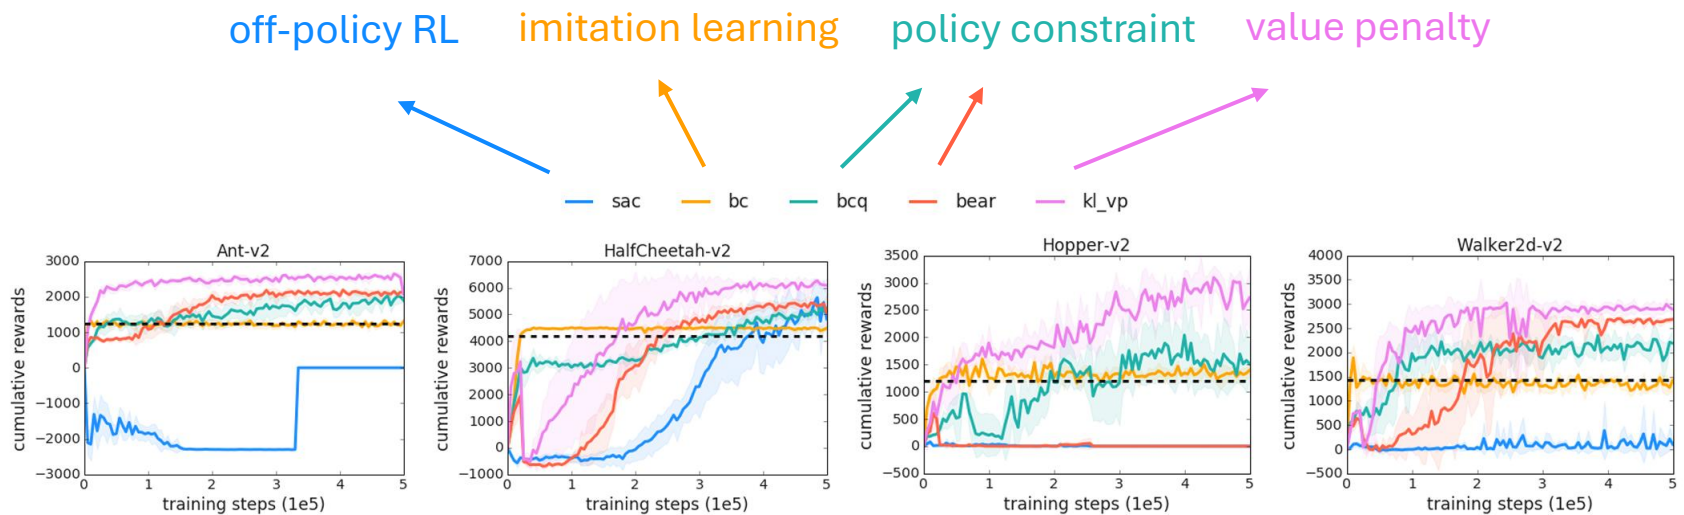 off-policy RL imitation learning policy constraint value penalty
sac bc bcq bear kl_vp
Ant-v2
3000
2000
1000
0
−1000
−2000
−3000
cumulative rewards
0 1 2 3 4 5
training steps (1e5)
HalfCheetah-v2
7000
6000
5000
4000
3000
2000
1000
0
−1000
cumulative rewards
0 1 2 3 4 5
training steps (1e5)
Hopper-v2
3500
3000
2500
2000
1500
1000
500
0
−500
cumulative rewards
0 1 2 3 4 5
training steps (1e5)
Walker2d-v2
4000
3500
3000
2500
2000
1500
1000
500
0
−500
cumulative rewards
0 1 2 3 4 5
training steps (1e5)